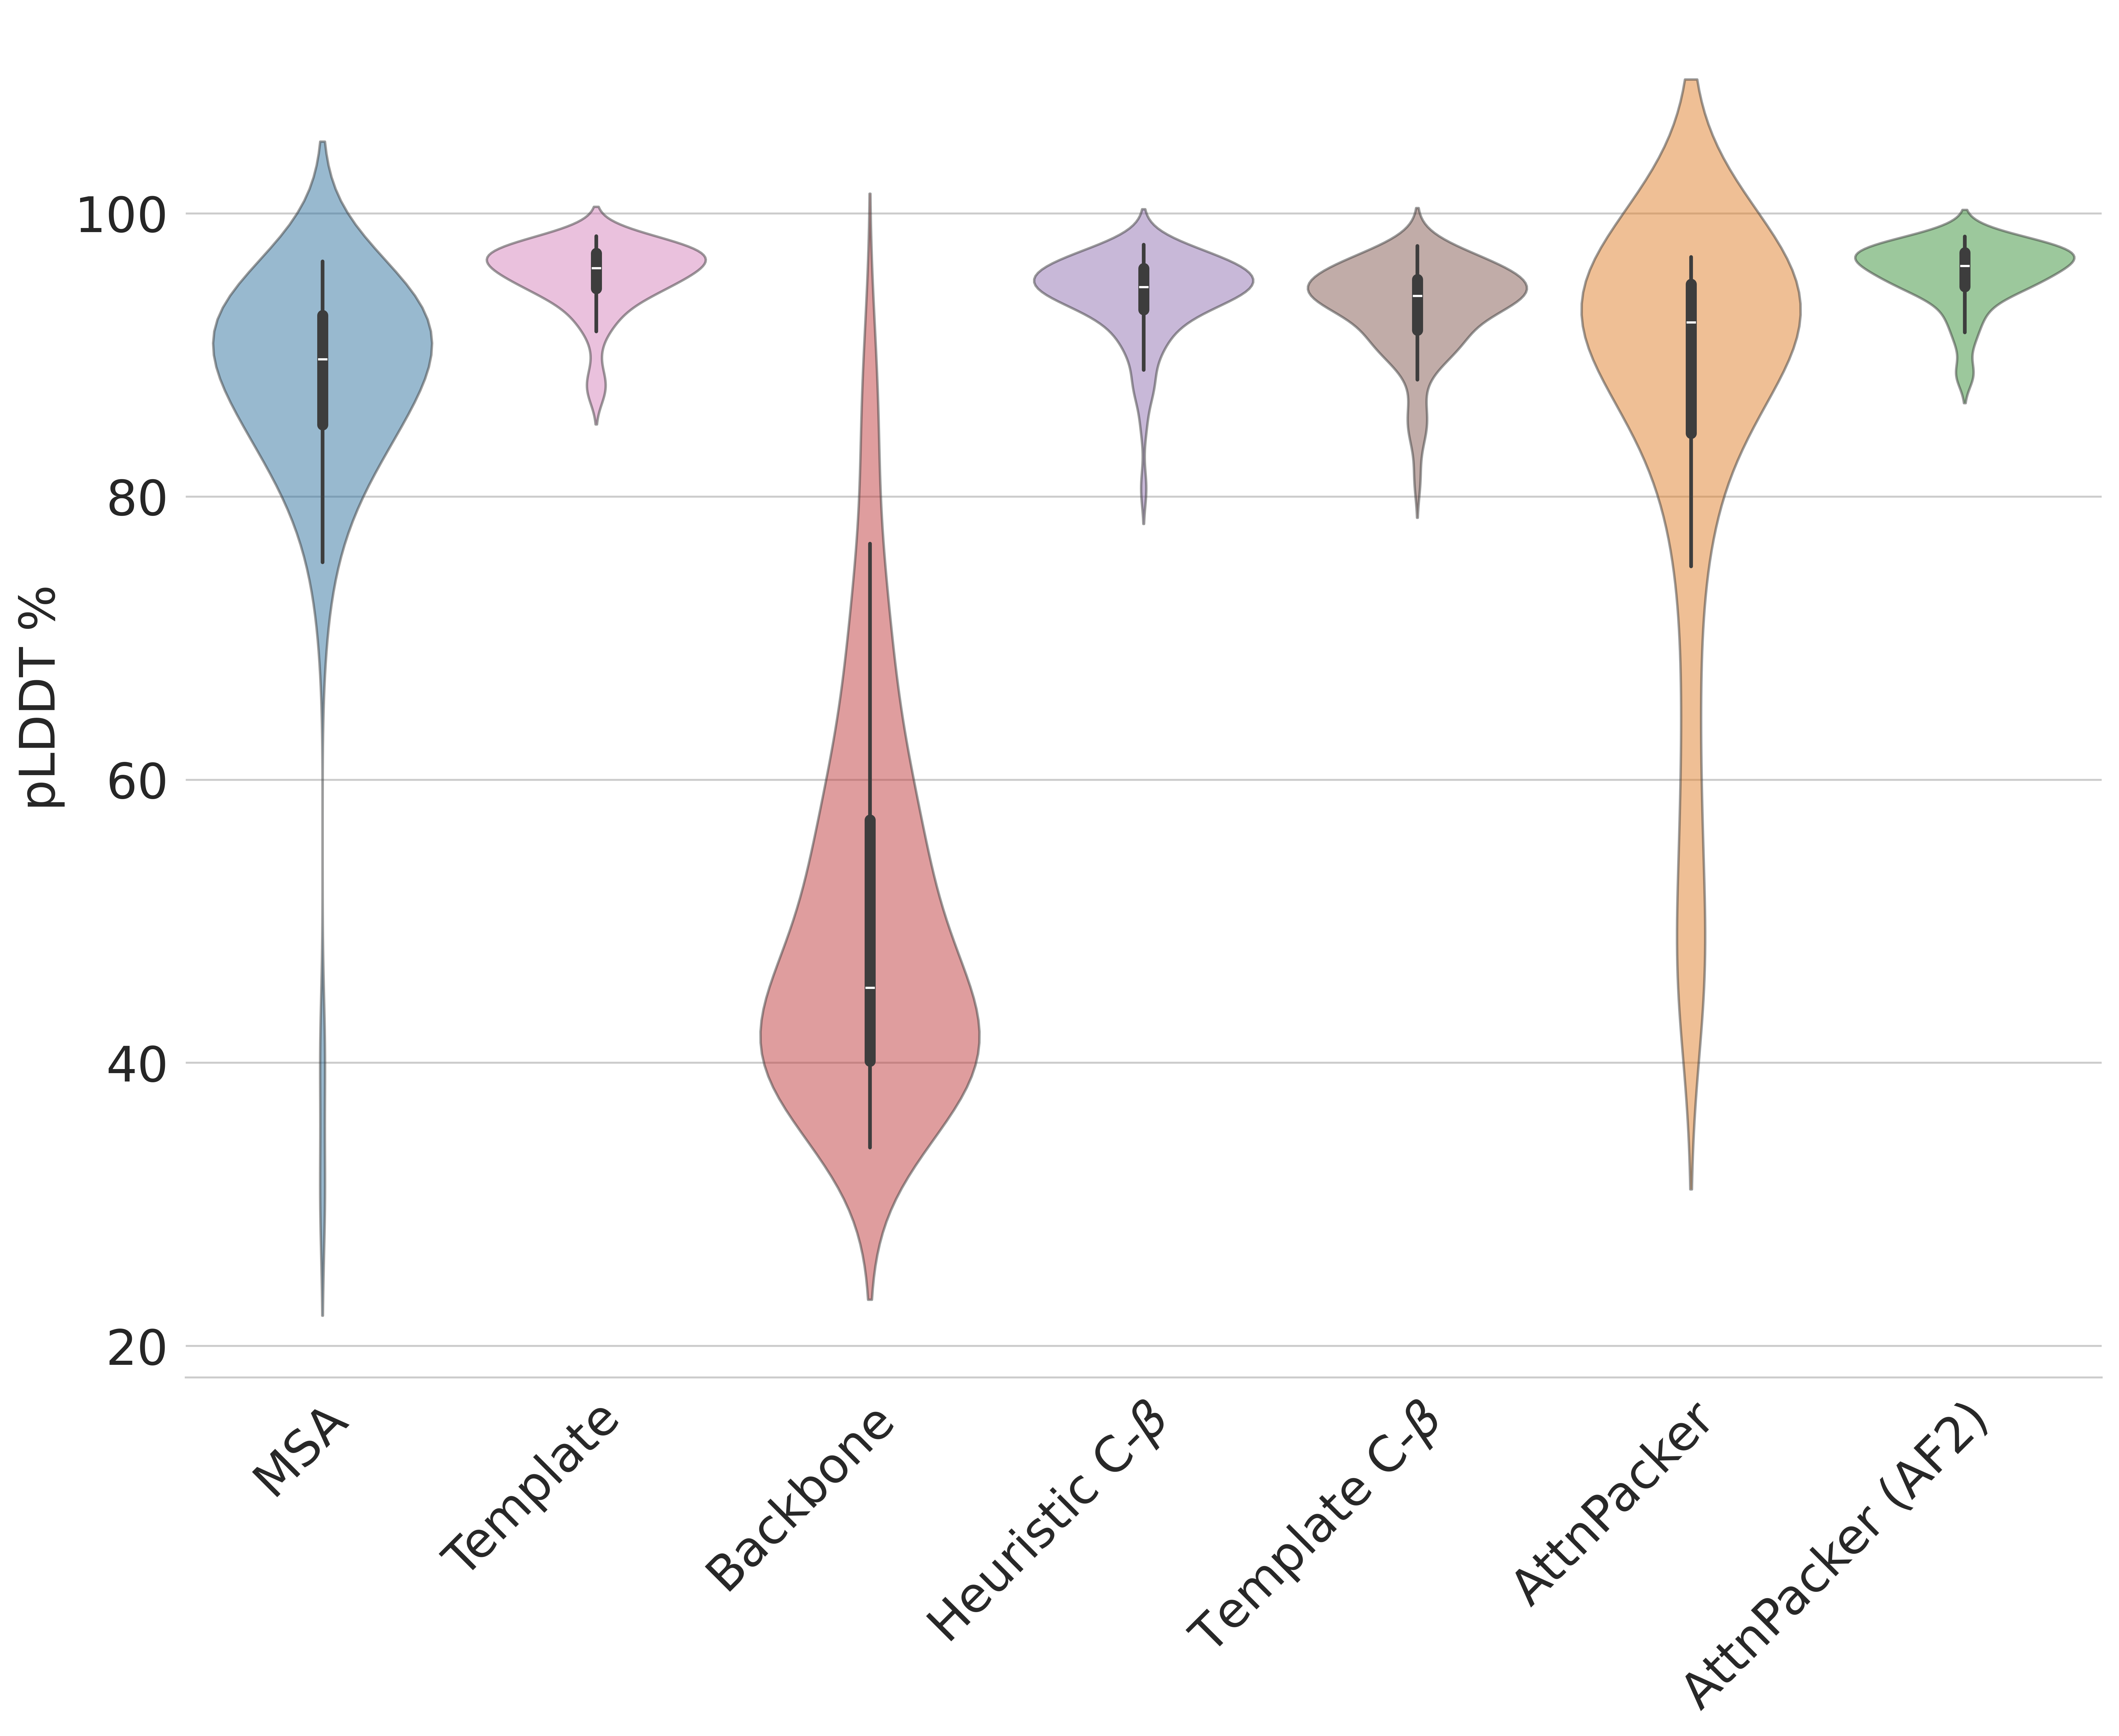 pLDDT %
100
80
60
40
20
MSA
Template
Backbone
Heuristic C-β
Template C-β
AttnPacker
AttnPacker (AF2)